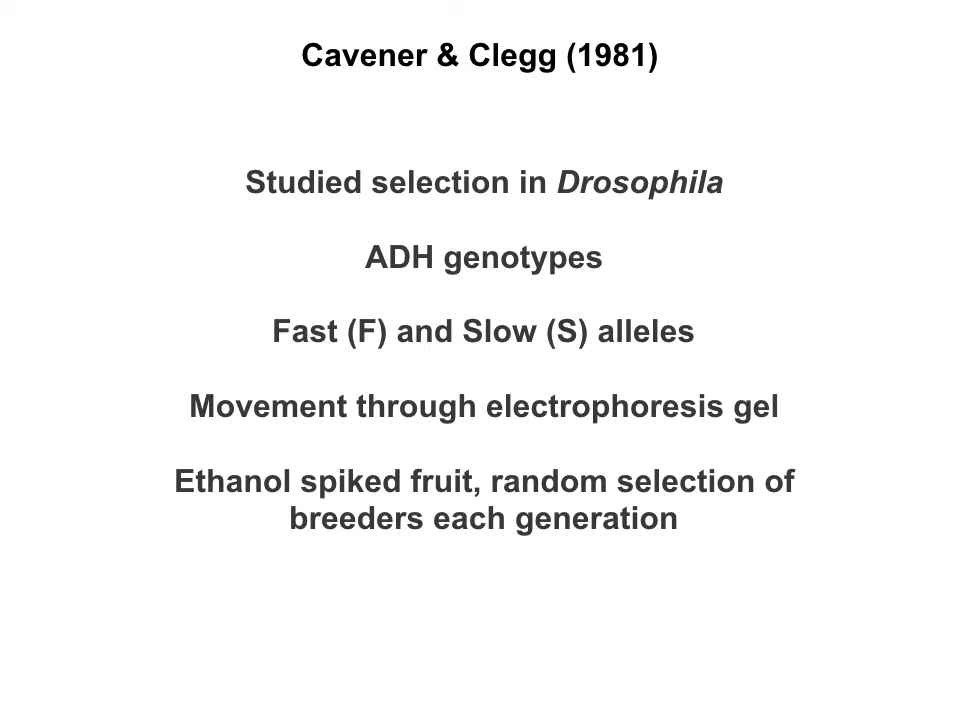 Cavener & Clegg (1981)
Studied selection in Drosophila
ADH genotypes
Fast (F) and Slow (S) alleles
Movement through electrophoresis gel
Ethanol spiked fruit, random selection of
breeders each generation